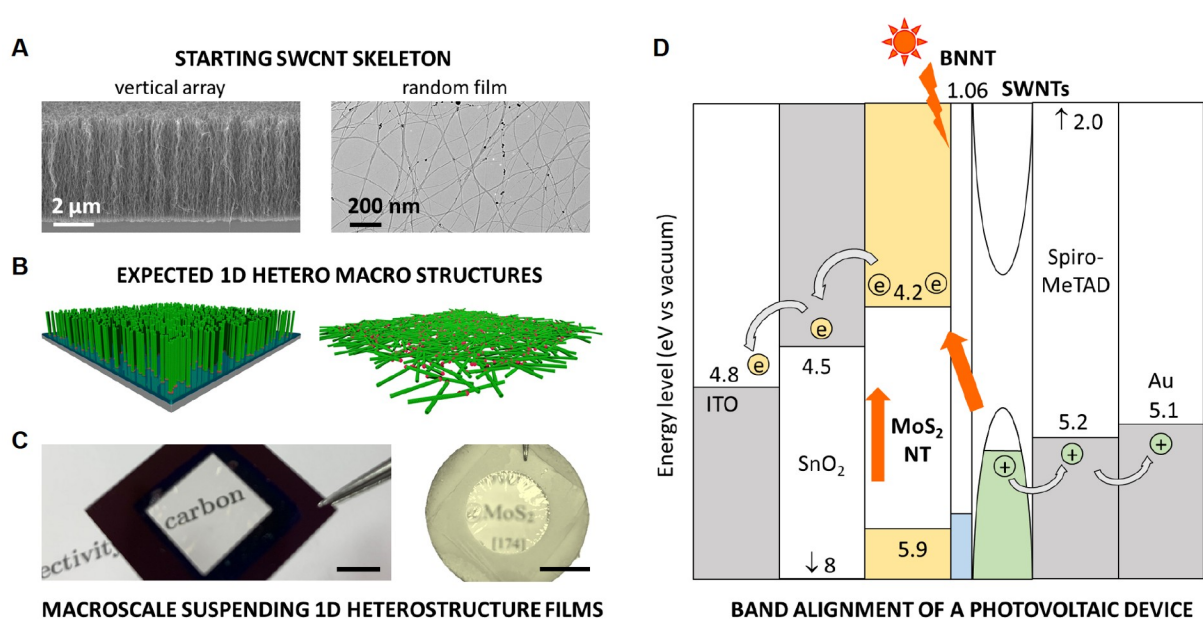 A
STARTING SWCNT SKELETON
vertical array
random film
2 µm
200 nm
B
EXPECTED 1D HETERO MACRO STRUCTURES
C
carbon
ectivity
MoS₂
[174]
MACROSCALE SUSPENDING 1D HETEROSTRUCTURE FILMS
D
BNNT
1.06
SWNTs
↑ 2.0
Energy level (eV vs vacuum)
Spiro-
MeTAD
e
e
4.2
e
e
4.8
4.5
ITO
Au
5.1
5.2
MoS₂
NT
SnO₂
+
+
+
5.9
↓ 8
BAND ALIGNMENT OF A PHOTOVOLTAIC DEVICE